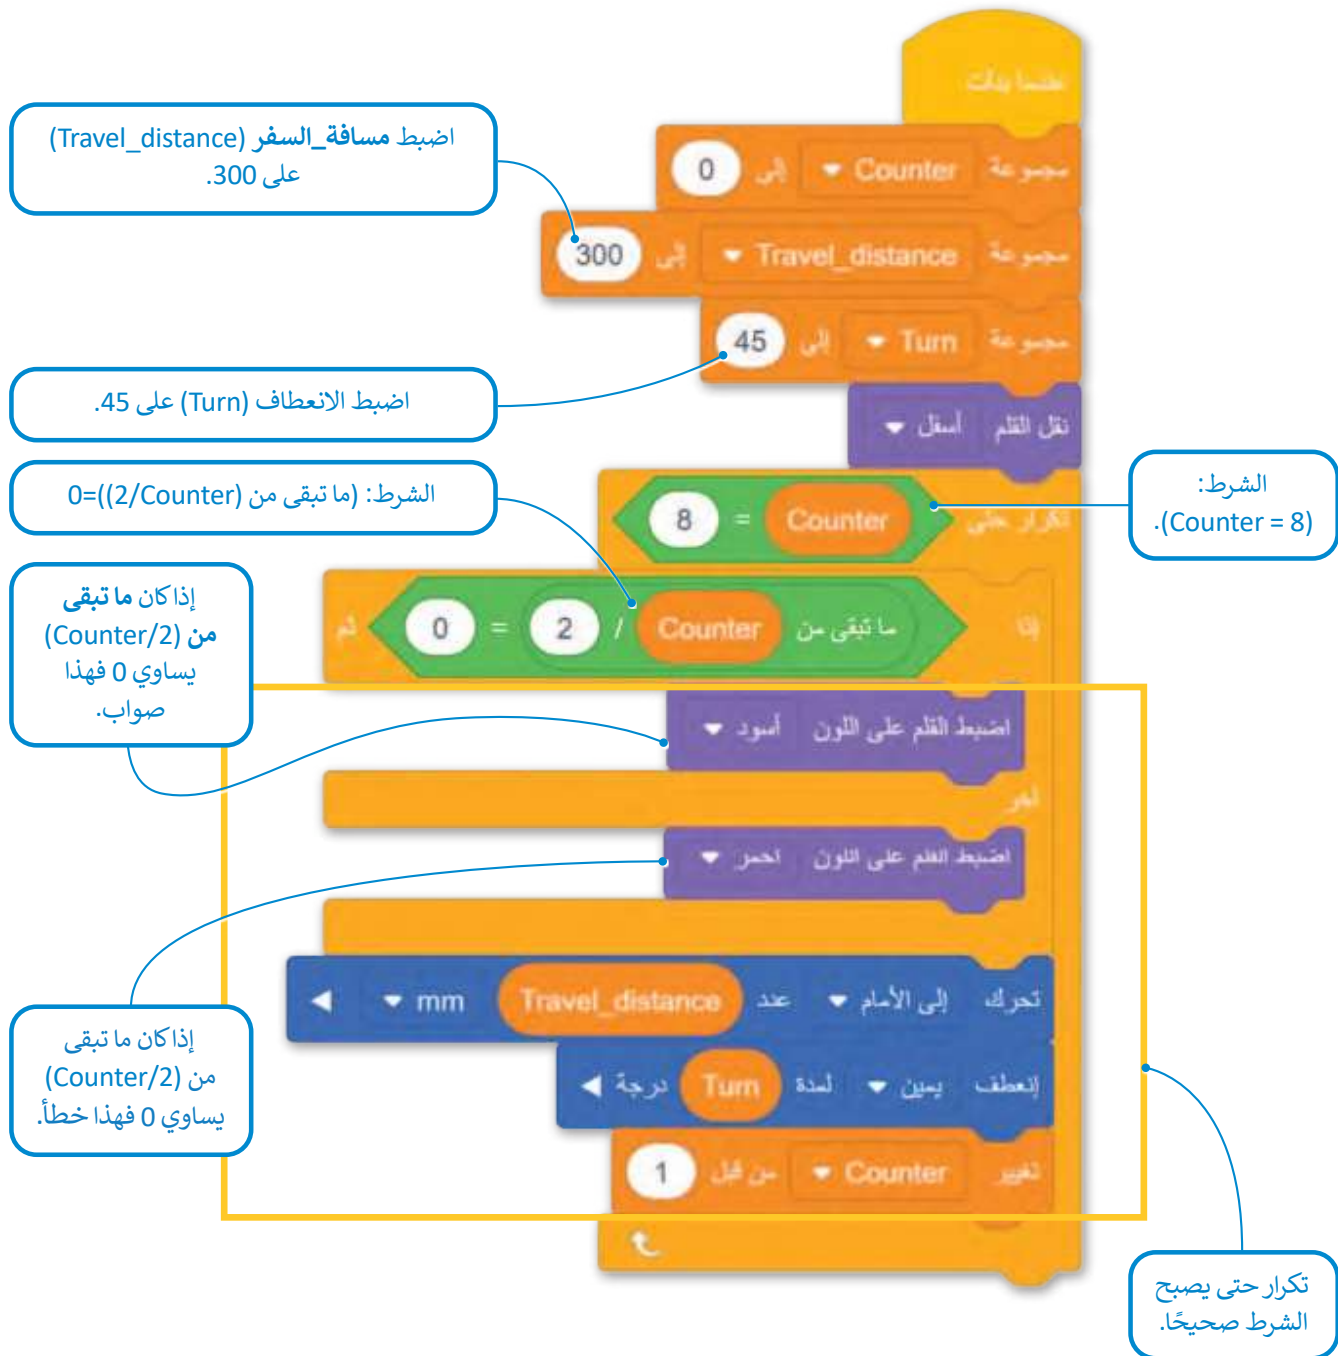 عندما بدأت
مجموعة Counter إلى 0
اضبط مسافة_السفر (Travel_distance)
على 300.
مجموعة Travel_distance إلى 300
مجموعة Turn إلى 45
اضبط الانعطاف (Turn) على 45.
نقل القلم أسفل
الشرط:
(Counter = 8).
تكرار حتى Counter = 8
الشرط: (ما تبقى من (2/Counter))=0
إذا ما تبقى من Counter / 2 = 0 ثم
إذا كان ما تبقى
من (Counter/2)
يساوي 0 فهذا
صواب.
اضبط القلم على اللون أسود
آخر
اضبط القلم على اللون احمر
تحرك إلى الأمام عند Travel_distance mm
إنعطف يمين لمدة Turn درجة
إذا كان ما تبقى
من (Counter/2)
يساوي 0 فهذا خطأ.
تغيير Counter من قبل 1
تكرار حتى يصبح
الشرط صحيحًا.